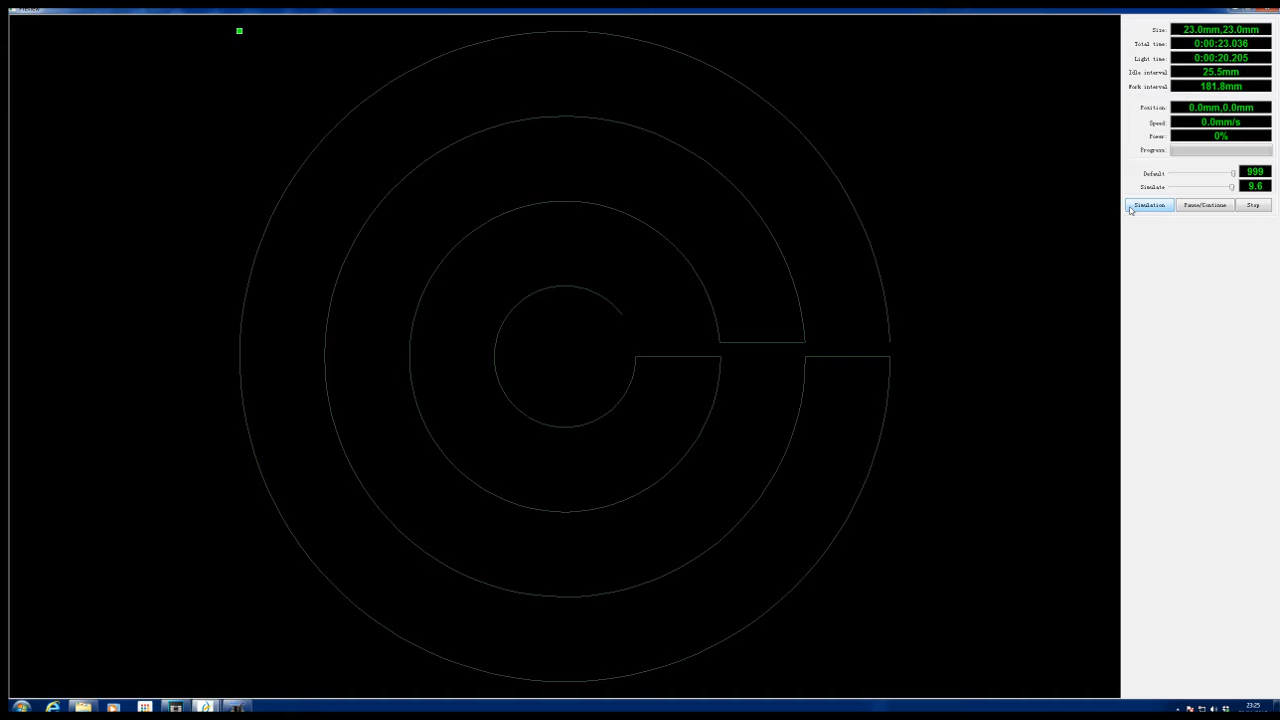 Size: 23.0mm,23.0mm
Total time: 0:00:23.036
Light time: 0:00:20.205
Idle interval 25.5mm
Work interval 181.8mm
Position: 0.0mm,0.0mm
Speed: 0.0mm/s
Power: 0%
Progress:
Default 999
Simulate 9.6
Simulation Pause/Continue Stop
23:25